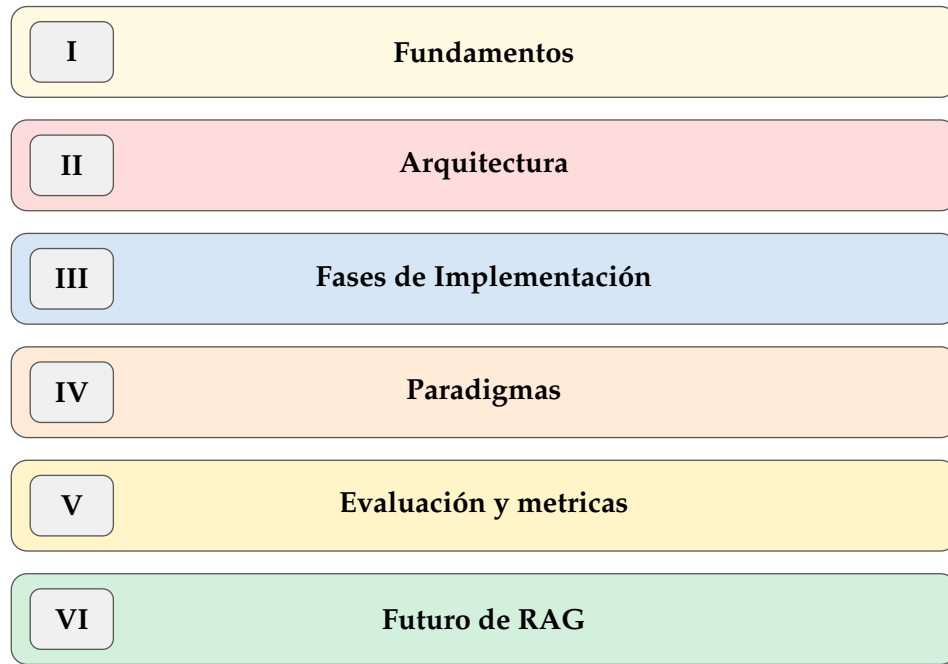 I
Fundamentos
II
Arquitectura
III
Fases de Implementación
IV
Paradigmas
V
Evaluación y metricas
VI
Futuro de RAG